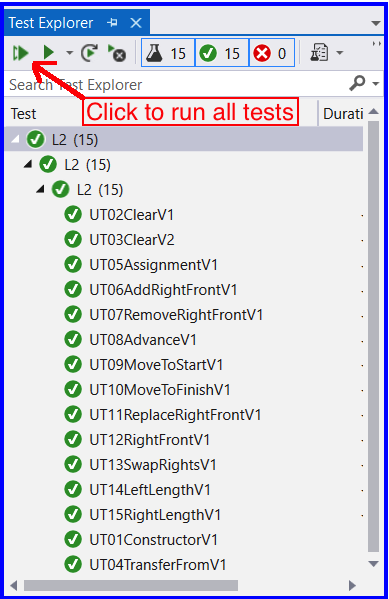 Test Explorer
15 15 0
Search Test Explorer
Click to run all tests
Test Durati
L2 (15)
L2 (15)
L2 (15)
UT02ClearV1
UT03ClearV2
UT05AssignmentV1
UT06AddRightFrontV1
UT07RemoveRightFrontV1
UT08AdvanceV1
UT09MoveToStartV1
UT10MoveToFinishV1
UT11ReplaceRightFrontV1
UT12RightFrontV1
UT13SwapRightsV1
UT14LeftLengthV1
UT15RightLengthV1
UT01ConstructorV1
UT04TransferFromV1